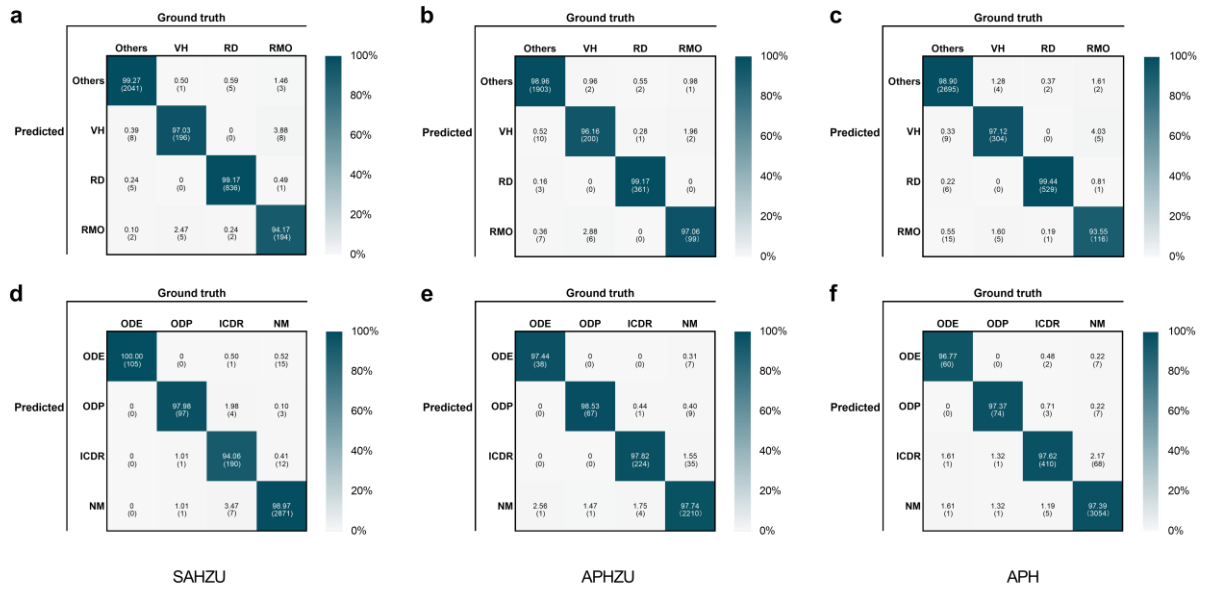 a
Ground truth
Others VH RD RMO
Predicted
Others 99.27 (2041) 0.50 (1) 0.59 (5) 1.46 (3)
VH 0.39 (8) 97.03 (196) 0 (0) 3.88 (8)
RD 0.24 (5) 0 (0) 99.17 (836) 0.49 (1)
RMO 0.10 (2) 2.47 (5) 0.24 (2) 94.17 (194)
100%
80%
60%
40%
20%
0%
b
Ground truth
Others VH RD RMO
Predicted
Others 98.96 (1903) 0.96 (2) 0.55 (2) 0.98 (1)
VH 0.52 (10) 96.16 (200) 0.28 (1) 1.96 (2)
RD 0.16 (3) 0 (0) 99.17 (361) 0 (0)
RMO 0.36 (7) 2.88 (6) 0 (0) 97.06 (99)
100%
80%
60%
40%
20%
0%
c
Ground truth
Others VH RD RMO
Predicted
Others 98.90 (2695) 1.28 (4) 0.37 (2) 1.61 (2)
VH 0.33 (9) 97.12 (304) 0 (0) 4.03 (5)
RD 0.22 (6) 0 (0) 99.44 (529) 0.81 (1)
RMO 0.55 (15) 1.60 (5) 0.19 (1) 93.55 (116)
100%
80%
60%
40%
20%
0%
d
Ground truth
ODE ODP ICDR NM
Predicted
ODE 100.00 (105) 0 (0) 0.50 (1) 0.52 (15)
ODP 0 (0) 97.98 (97) 1.98 (4) 0.10 (3)
ICDR 0 (0) 1.01 (1) 94.06 (190) 0.41 (12)
NM 0 (0) 1.01 (1) 3.47 (7) 98.97 (2871)
100%
80%
60%
40%
20%
0%
e
Ground truth
ODE ODP ICDR NM
Predicted
ODE 97.44 (38) 0 (0) 0 (0) 0.31 (7)
ODP 0 (0) 98.53 (67) 0.44 (1) 0.40 (9)
ICDR 0 (0) 0 (0) 97.82 (224) 1.55 (35)
NM 2.56 (1) 1.47 (1) 1.75 (4) 97.74 (2210)
100%
80%
60%
40%
20%
0%
f
Ground truth
ODE ODP ICDR NM
Predicted
ODE 96.77 (60) 0 (0) 0.48 (2) 0.22 (7)
ODP 0 (0) 97.37 (74) 0.71 (3) 0.22 (7)
ICDR 1.61 (1) 1.32 (1) 97.62 (410) 2.17 (68)
NM 1.61 (1) 1.32 (1) 1.19 (5) 97.39 (3054)
100%
80%
60%
40%
20%
0%
SAHZU
APHZU
APH